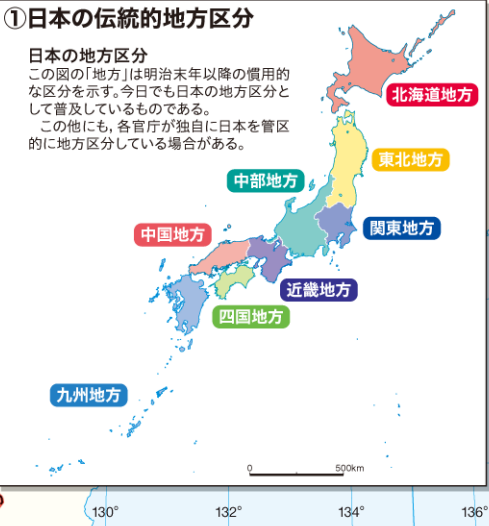 ①日本の伝統的地方区分
日本の地方区分
この図の「地方」は明治末年以降の慣用的
な区分を示す。今日でも日本の地方区分と
して普及しているものである。
この他にも，各官庁が独自に日本を管区
的に地方区分している場合がある。
北海道地方
東北地方
中部地方
関東地方
中国地方
近畿地方
四国地方
九州地方
0 500km
130° 132° 134° 136°